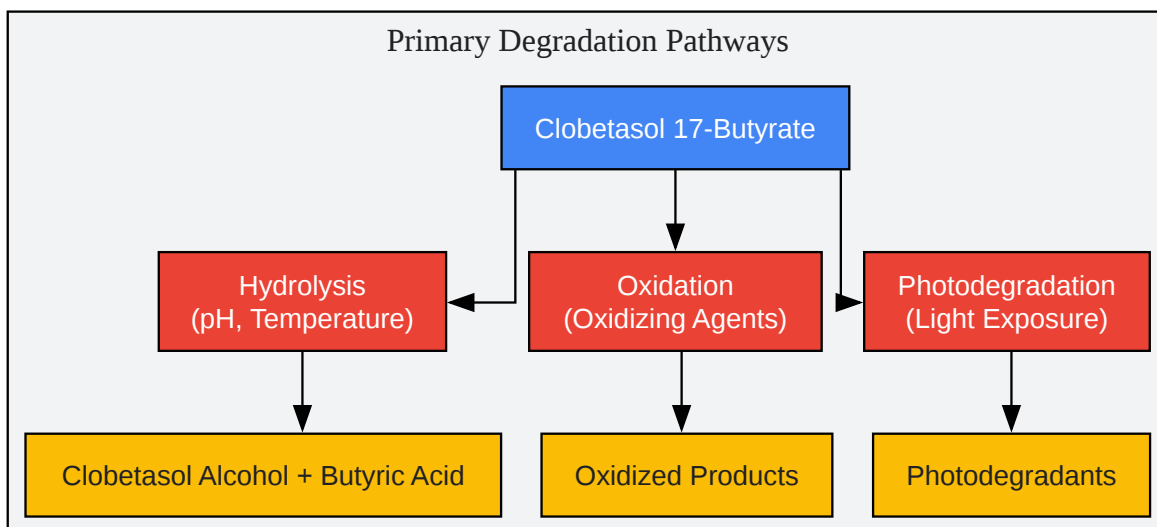 Primary Degradation Pathways
Clobetasol 17-Butyrate
Hydrolysis
(pH, Temperature)
Oxidation
(Oxidizing Agents)
Photodegradation
(Light Exposure)
Clobetasol Alcohol + Butyric Acid
Oxidized Products
Photodegradants